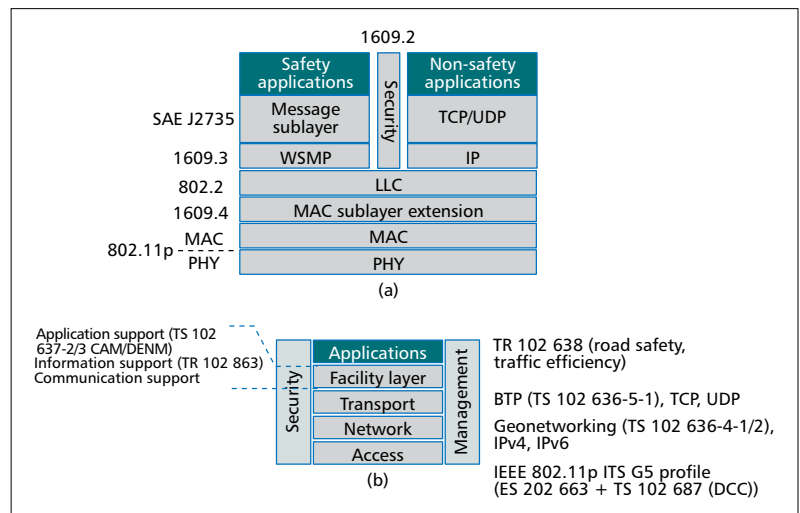 1609.2
Safety
applications
Security
Non-safety
applications
SAE J2735
Message
sublayer
TCP/UDP
1609.3
WSMP
IP
802.2
LLC
1609.4
MAC sublayer extension
802.11p
MAC
MAC
PHY
PHY
(a)
Application support (TS 102
637-2/3 CAM/DENM)
Information support (TR 102 863)
Communication support
Security
Applications
Facility layer
Transport
Network
Access
Management
TR 102 638 (road safety,
traffic efficiency)
BTP (TS 102 636-5-1), TCP, UDP
Geonetworking (TS 102 636-4-1/2),
IPv4, IPv6
IEEE 802.11p ITS G5 profile
(ES 202 663 + TS 102 687 (DCC))
(b)